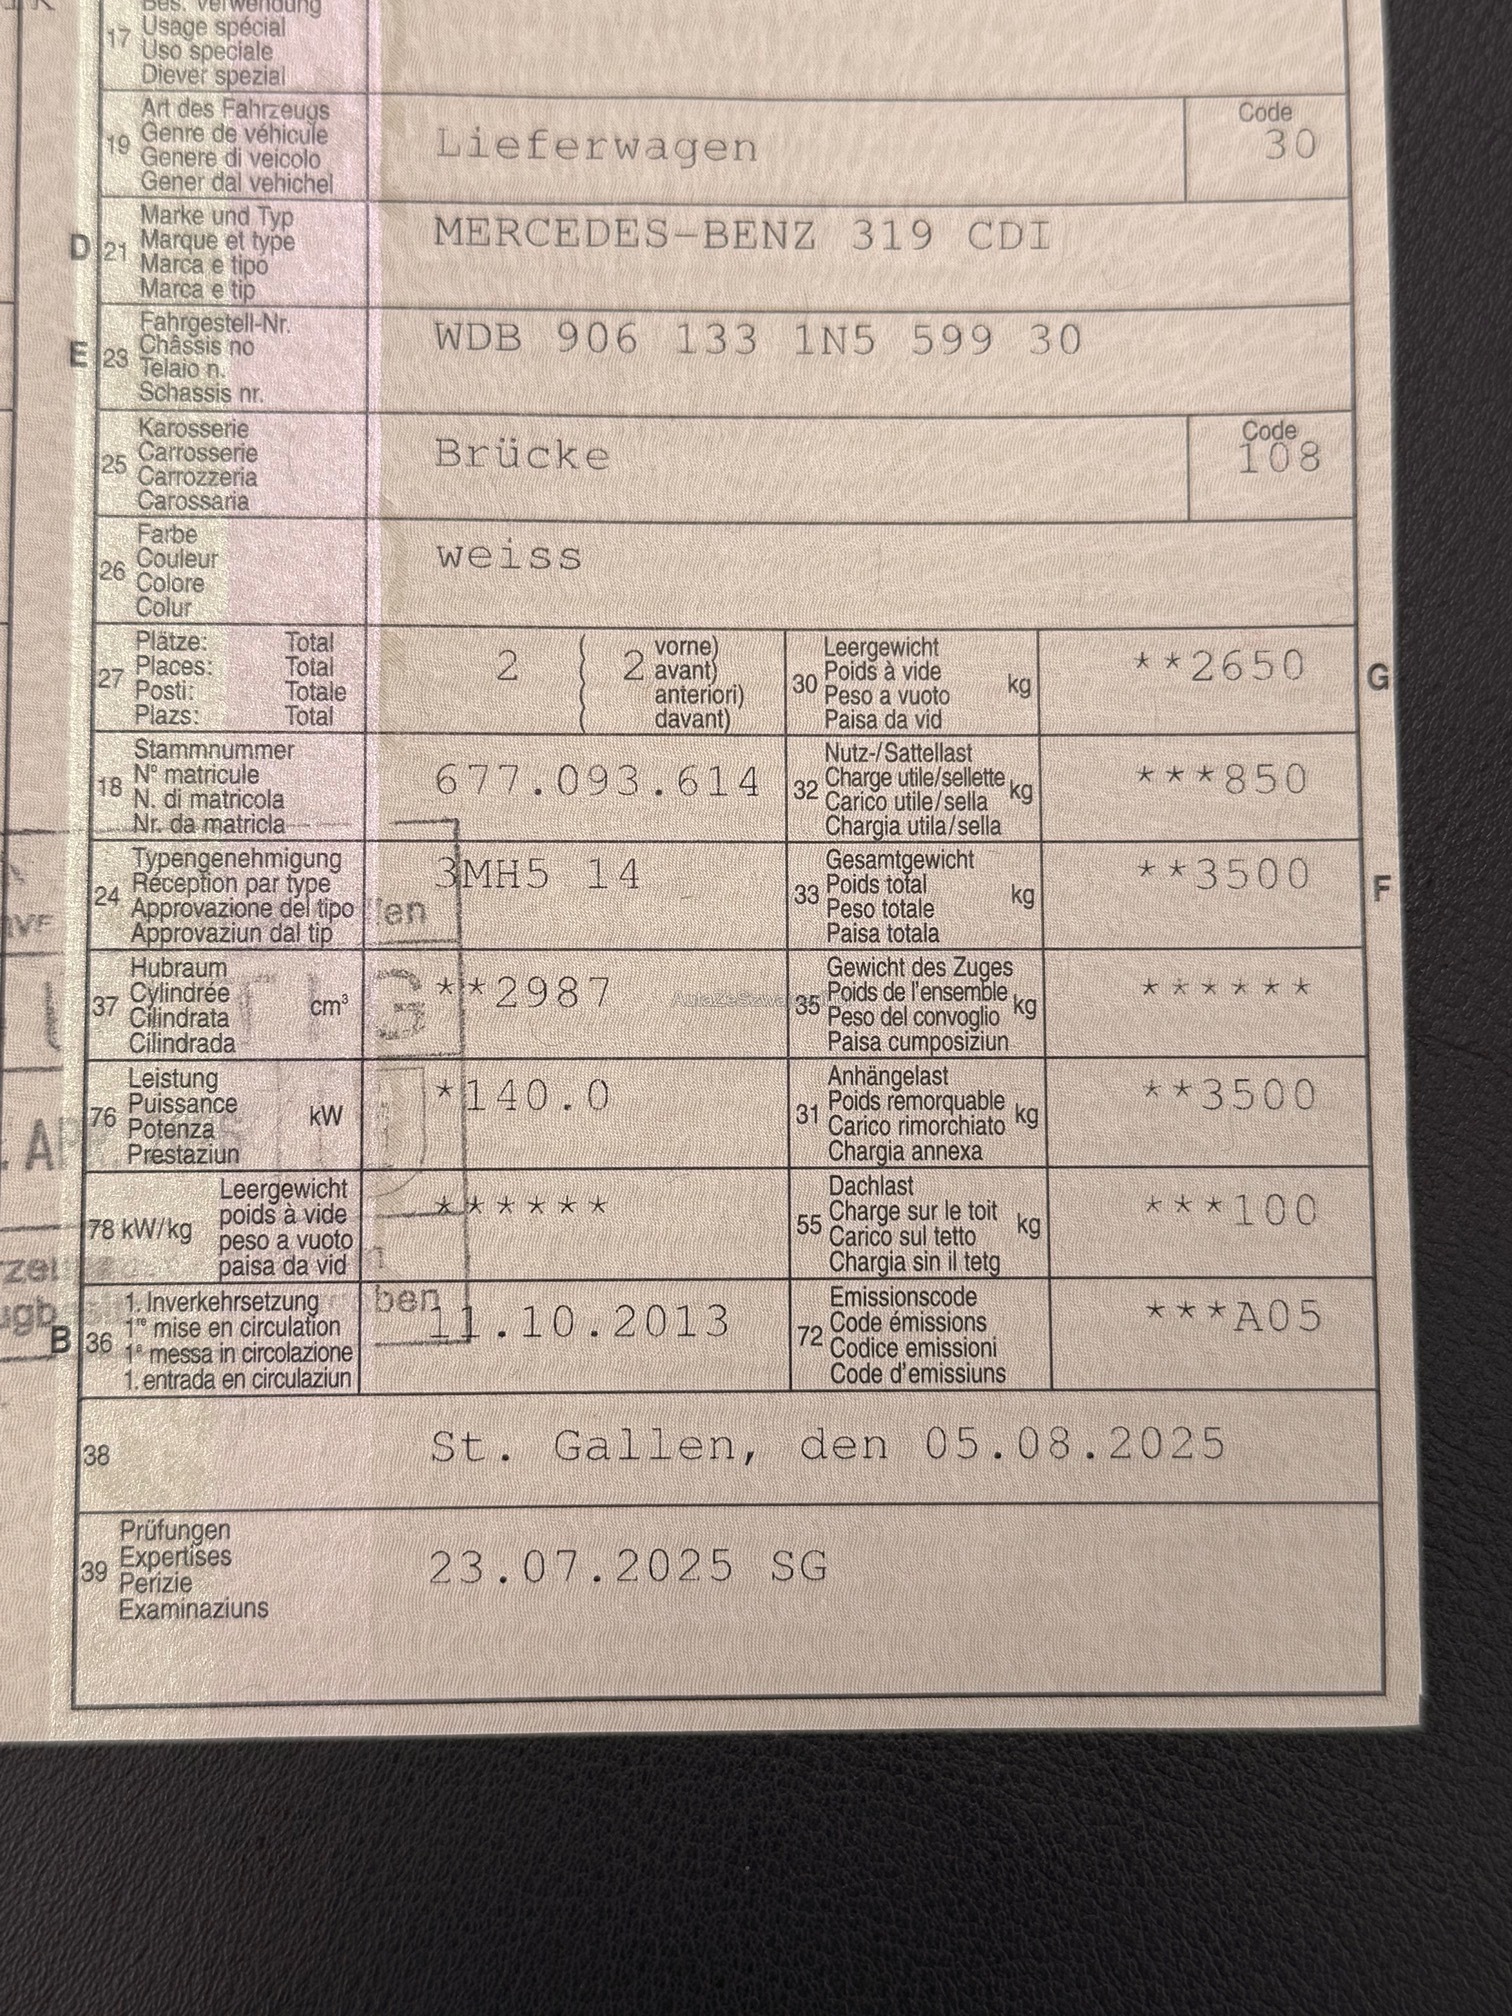 Bes. Verwendung
17 Usage spécial
Uso speciale
Diever spezial
Art des Fahrzeugs
19 Genre de véhicule
Genere di veicolo
Gener dal vehichel
Lieferwagen
Code
30
Marke und Typ
D 21 Marque et type
Marca e tipo
Marca e tip
MERCEDES-BENZ 319 CDI
Fahrgestell-Nr.
E 23 Châssis no
Telaio n.
Schassis nr.
WDB 906 133 1N5 599 30
Karosserie
25 Carrosserie
Carrozzeria
Carossaria
Brücke
Code
108
Farbe
26 Couleur
Colore
Colur
weiss
Plätze: Total
27 Places: Total
Posti: Totale
Plazs: Total
2 ( 2 vorne)
( avant)
( anteriori)
( davant)
Leergewicht
30 Poids à vide
Peso a vuoto kg
Paisa da vid
**2650 G
Stammnummer
18 N° matricule
N. di matricola
Nr. da matricla
677.093.614
Nutz-/Sattellast
32 Charge utile/sellette kg
Carico utile/sella
Chargia utila/sella
***850
Typengenehmigung
24 Réception par type
Approvazione del tipo
Approvaziun dal tip
3MH5 14
Gesamtgewicht
33 Poids total kg
Peso totale
Paisa totala
**3500 F
Hubraum
37 Cylindrée cm³
Cilindrata
Cilindrada
**2987
Gewicht des Zuges
35 Poids de l'ensemble kg
Peso del convoglio
Paisa cumposiziun
******
Leistung
76 Puissance kW
Potenza
Prestaziun
*140.0
Anhängelast
31 Poids remorquable kg
Carico rimorchiato
Chargia annexa
**3500
78 kW/kg Leergewicht
poids à vide
peso a vuoto
paisa da vid
******
Dachlast
55 Charge sur le toit kg
Carico sul tetto
Chargia sin il tetg
***100
1. Inverkehrsetzung
B 36 1re mise en circulation
1a messa in circolazione
1. entrada en circulaziun
11.10.2013
Emissionscode
72 Code émissions
Codice emissioni
Code d'emissiuns
***A05
38 St. Gallen, den 05.08.2025
Prüfungen
39 Expertises
Perizie
Examinaziuns
23.07.2025 SG